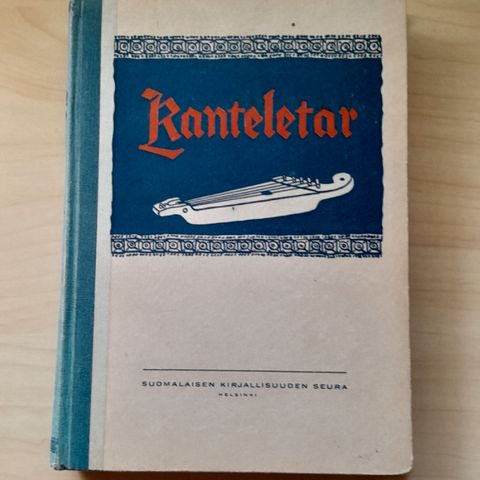 Kanteletar
SUOMALAISEN KIRJALLISUUDEN SEURA
HELSINKI